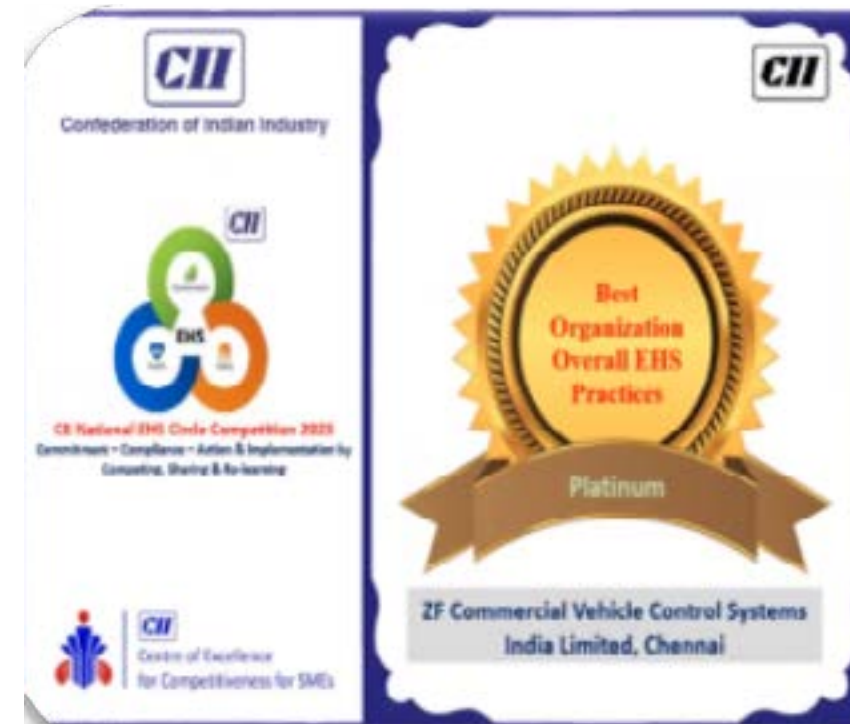 CII
Confederation of Indian Industry
CII
EHS
CII National EHS Circle Competition 2023
Commitment – Compliance – Action & Implementation by
Competing, Sharing & Re-learning
CII
Centre of Excellence
for Competitiveness for SMEs
CII
Best
Organization
Overall EHS
Practices
Platinum
ZF Commercial Vehicle Control Systems
India Limited, Chennai